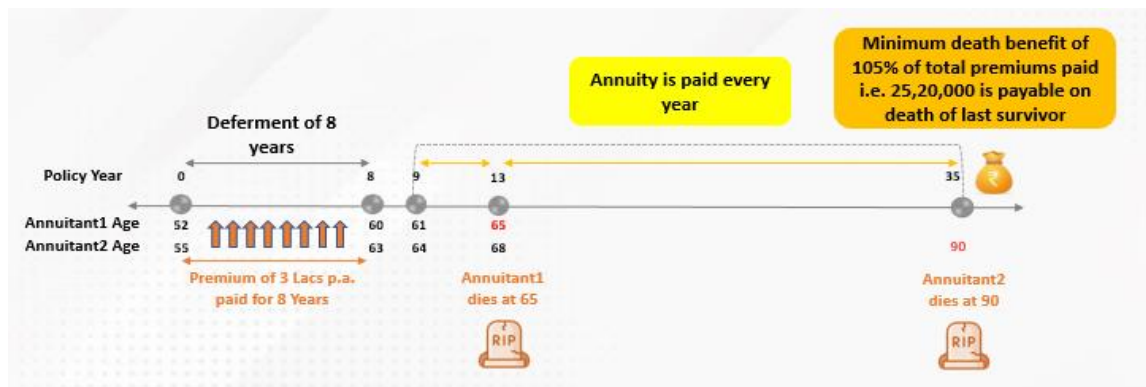 Minimum death benefit of
105% of total premiums paid
i.e. 25,20,000 is payable on
death of last survivor
Annuity is paid every
year
Deferment of 8
years
Policy Year 0 8 9 13 35
₹
Annuitant1 Age 52 60 61 65
Annuitant2 Age 55 63 64 68 90
Premium of 3 Lacs p.a.
paid for 8 Years
Annuitant1
dies at 65
RIP
Annuitant2
dies at 90
RIP